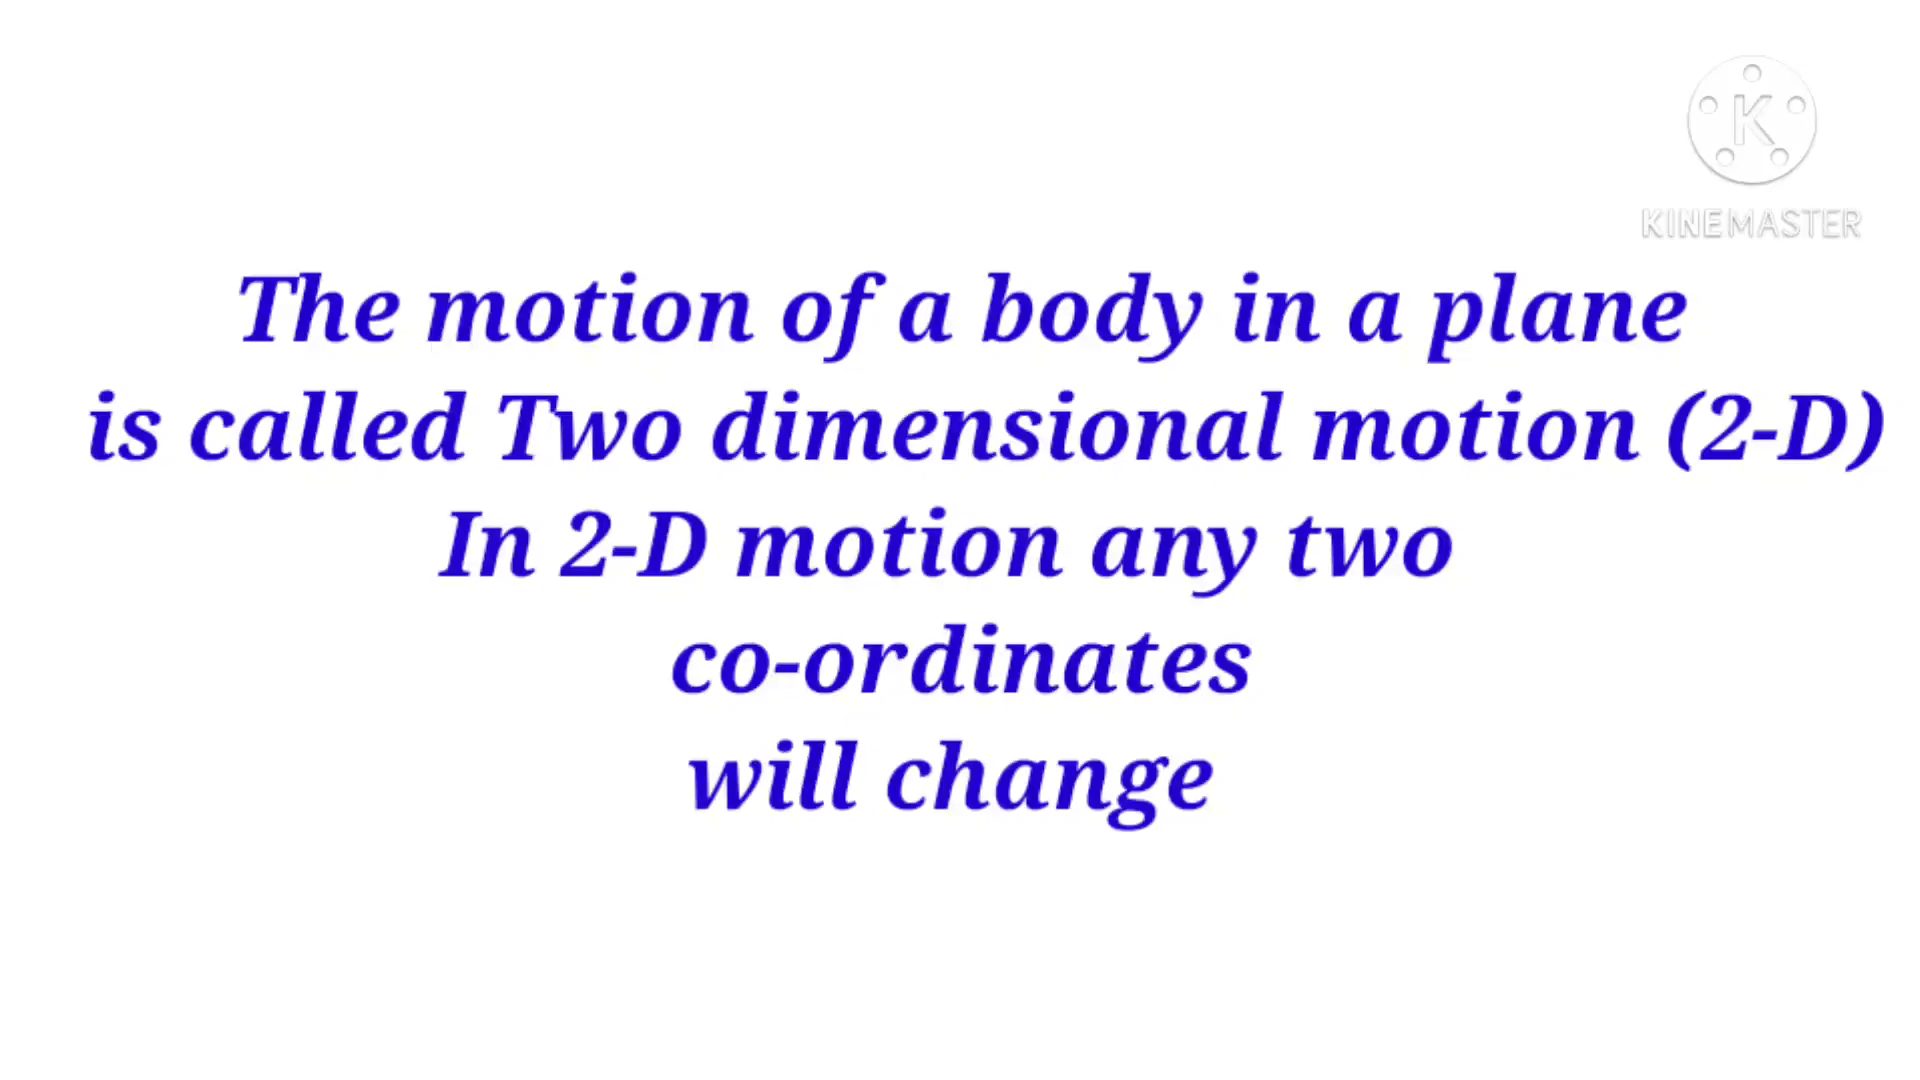 K
KINEMASTER
The motion of a body in a plane
is called Two dimensional motion (2-D)
In 2-D motion any two
co-ordinates
will change